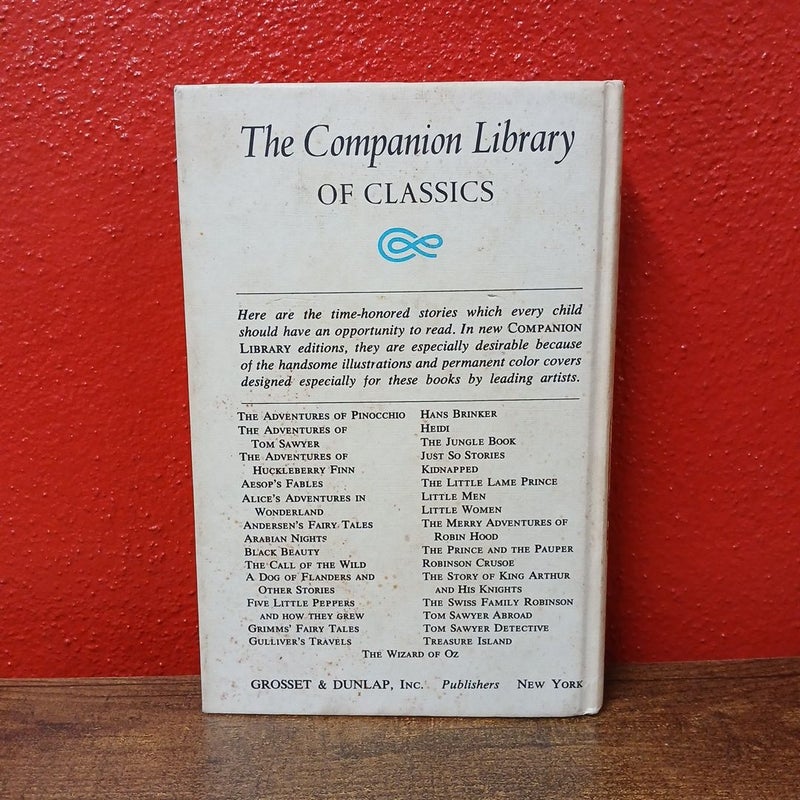 The Companion Library
OF CLASSICS
Here are the time-honored stories which every child
should have an opportunity to read. In new COMPANION
LIBRARY editions, they are especially desirable because
of the handsome illustrations and permanent color covers
designed especially for these books by leading artists.
THE ADVENTURES OF PINOCCHIO
THE ADVENTURES OF
TOM SAWYER
THE ADVENTURES OF
HUCKLEBERRY FINN
AESOP'S FABLES
ALICE'S ADVENTURES IN
WONDERLAND
ANDERSEN'S FAIRY TALES
ARABIAN NIGHTS
BLACK BEAUTY
THE CALL OF THE WILD
A DOG OF FLANDERS AND
OTHER STORIES
FIVE LITTLE PEPPERS
AND HOW THEY GREW
GRIMMS' FAIRY TALES
GULLIVER'S TRAVELS
HANS BRINKER
HEIDI
THE JUNGLE BOOK
JUST SO STORIES
KIDNAPPED
THE LITTLE LAME PRINCE
LITTLE MEN
LITTLE WOMEN
THE MERRY ADVENTURES OF
ROBIN HOOD
THE PRINCE AND THE PAUPER
ROBINSON CRUSOE
THE STORY OF KING ARTHUR
AND HIS KNIGHTS
THE SWISS FAMILY ROBINSON
TOM SAWYER ABROAD
TOM SAWYER DETECTIVE
TREASURE ISLAND
THE WIZARD OF OZ
GROSSET & DUNLAP, INC. Publishers NEW YORK